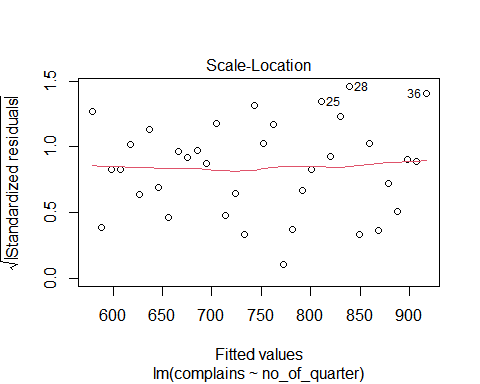 Scale-Location
√|Standardized residuals|
1.5
1.0
0.5
0.0
25
28
36
600 650 700 750 800 850 900
Fitted values
lm(complains ~ no_of_quarter)